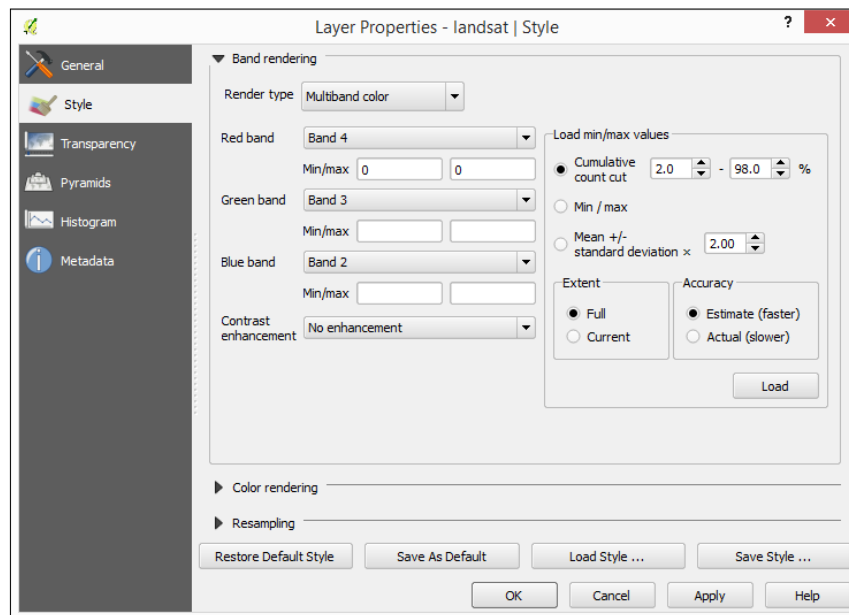 Layer Properties - landsat | Style
?
×
General
Style
Transparency
Pyramids
Histogram
Metadata
Band rendering
Render type Multiband color
Red band Band 4
Min/max 0 0
Green band Band 3
Min/max
Blue band Band 2
Min/max
Contrast
enhancement No enhancement
Load min/max values
Cumulative
count cut 2.0 - 98.0 %
Min / max
Mean +/-
standard deviation × 2.00
Extent
Full
Current
Accuracy
Estimate (faster)
Actual (slower)
Load
Color rendering
Resampling
Restore Default Style Save As Default Load Style ... Save Style ...
OK Cancel Apply Help